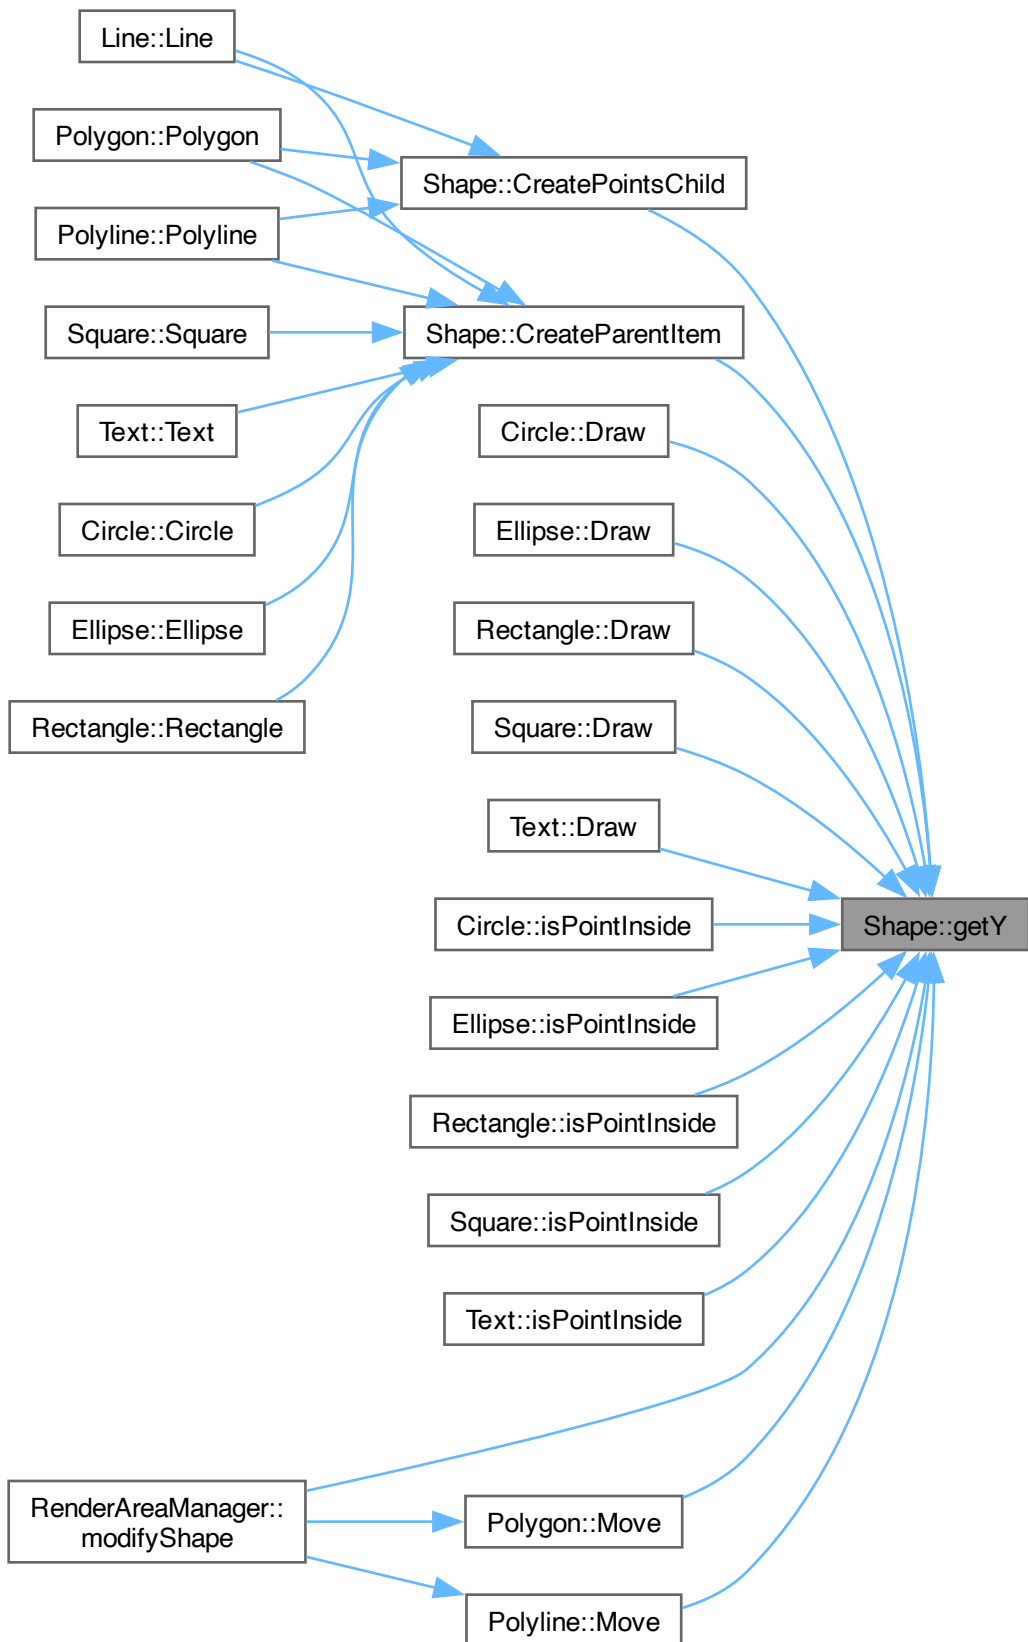 Line::Line
Polygon::Polygon
Shape::CreatePointsChild
Polyline::Polyline
Square::Square
Shape::CreateParentItem
Text::Text
Circle::Draw
Circle::Circle
Ellipse::Draw
Ellipse::Ellipse
Rectangle::Draw
Rectangle::Rectangle
Square::Draw
Text::Draw
Circle::isPointInside
Shape::getY
Ellipse::isPointInside
Rectangle::isPointInside
Square::isPointInside
Text::isPointInside
RenderAreaManager::
modifyShape
Polygon::Move
Polyline::Move